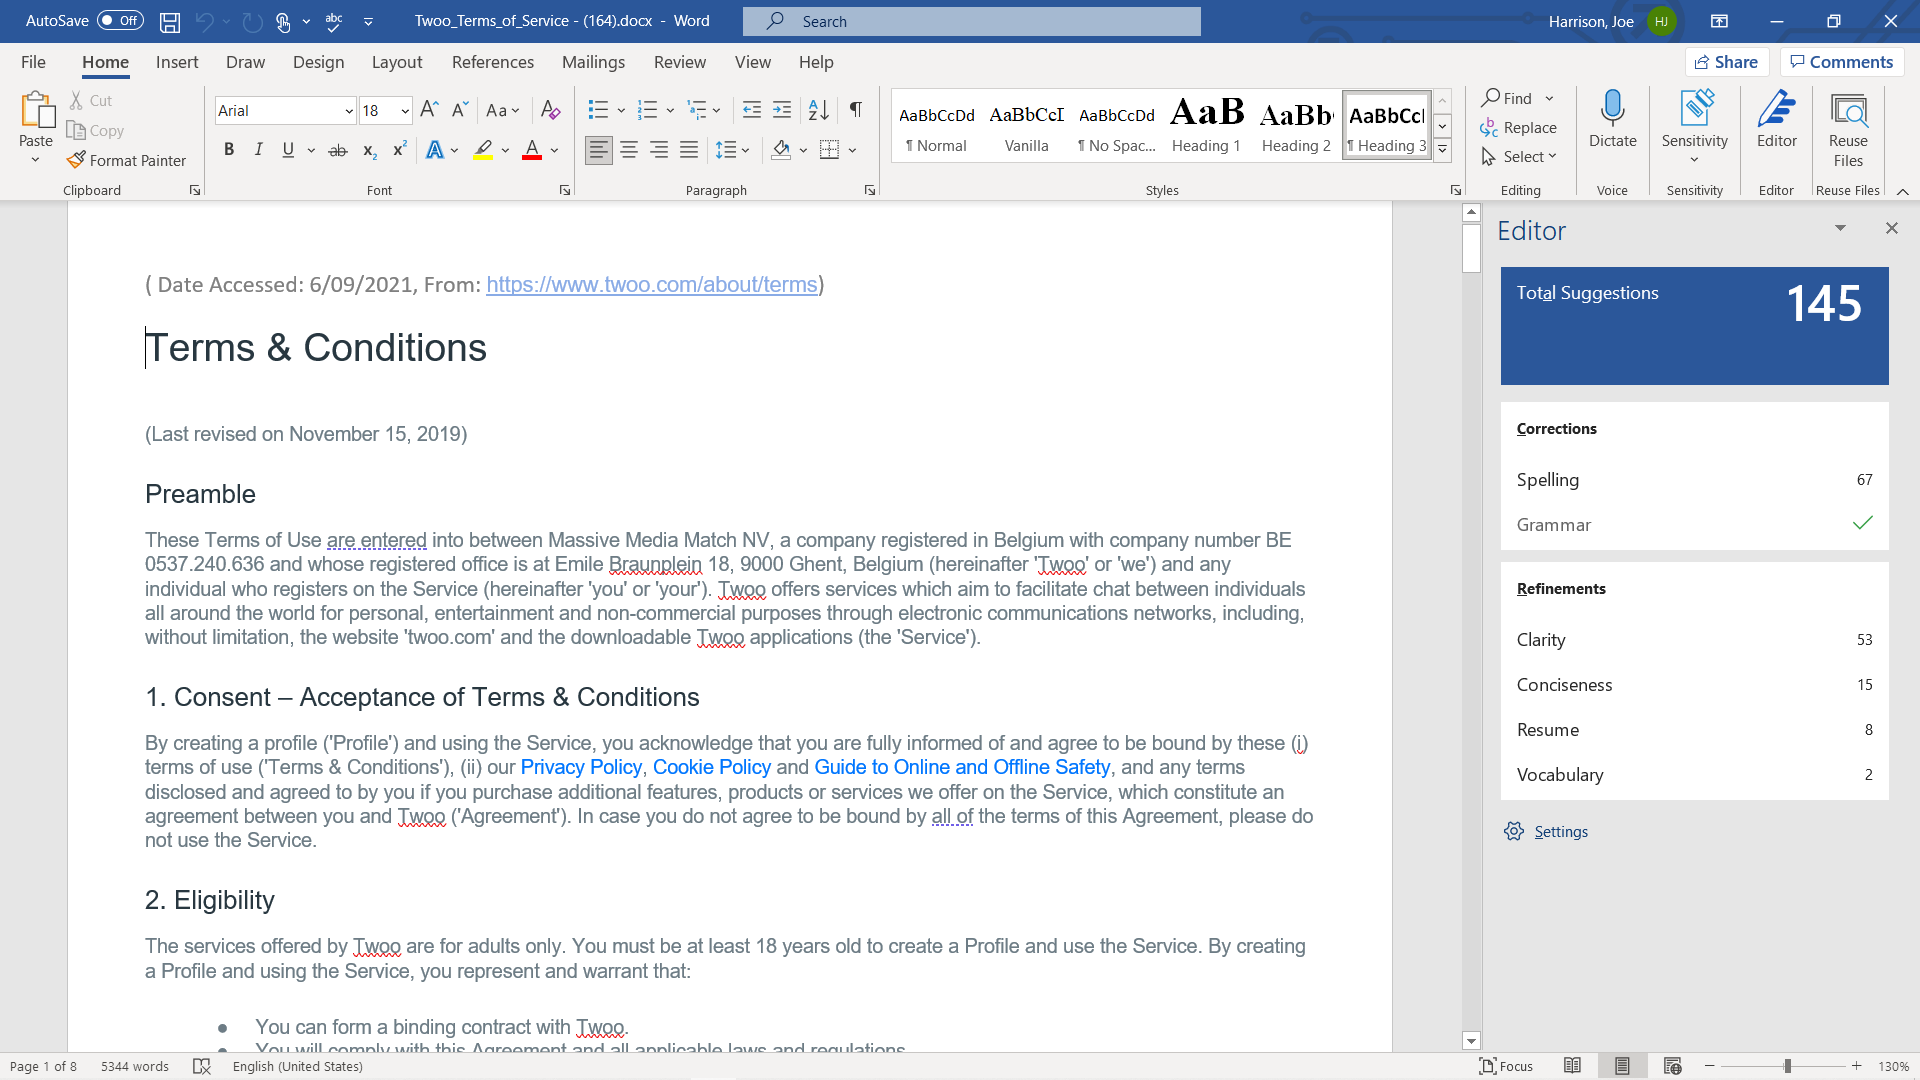 AutoSave Off Twoo_Terms_of_Service - (164).docx - Word Search Harrison, Joe HJ
File Home Insert Draw Design Layout References Mailings Review View Help Share Comments
Paste Cut Copy Format Painter Clipboard
Arial 18 Font
Paragraph
AaBbCcDd AaBbCcI AaBbCcDd AaB AaBb AaBbCcI
¶ Normal Vanilla ¶ No Spac... Heading 1 Heading 2 ¶ Heading 3
Styles
Find Replace Select Editing
Dictate Voice
Sensitivity Sensitivity
Editor Editor
Reuse Files Reuse Files
( Date Accessed: 6/09/2021, From: https://www.twoo.com/about/terms)
Terms & Conditions
(Last revised on November 15, 2019)
Preamble
These Terms of Use are entered into between Massive Media Match NV, a company registered in Belgium with company number BE
0537.240.636 and whose registered office is at Emile Braunplein 18, 9000 Ghent, Belgium (hereinafter 'Twoo' or 'we') and any
individual who registers on the Service (hereinafter 'you' or 'your'). Twoo offers services which aim to facilitate chat between individuals
all around the world for personal, entertainment and non-commercial purposes through electronic communications networks, including,
without limitation, the website 'twoo.com' and the downloadable Twoo applications (the 'Service').
1. Consent – Acceptance of Terms & Conditions
By creating a profile ('Profile') and using the Service, you acknowledge that you are fully informed of and agree to be bound by these (i)
terms of use ('Terms & Conditions'), (ii) our Privacy Policy, Cookie Policy and Guide to Online and Offline Safety, and any terms
disclosed and agreed to by you if you purchase additional features, products or services we offer on the Service, which constitute an
agreement between you and Twoo ('Agreement'). In case you do not agree to be bound by all of the terms of this Agreement, please do
not use the Service.
2. Eligibility
The services offered by Twoo are for adults only. You must be at least 18 years old to create a Profile and use the Service. By creating
a Profile and using the Service, you represent and warrant that:
● You can form a binding contract with Twoo.
● You will comply with this Agreement and all applicable laws and regulations
Editor
Total Suggestions 145
Corrections
Spelling 67
Grammar
Refinements
Clarity 53
Conciseness 15
Resume 8
Vocabulary 2
Settings
Page 1 of 8 5344 words English (United States) Focus 130%